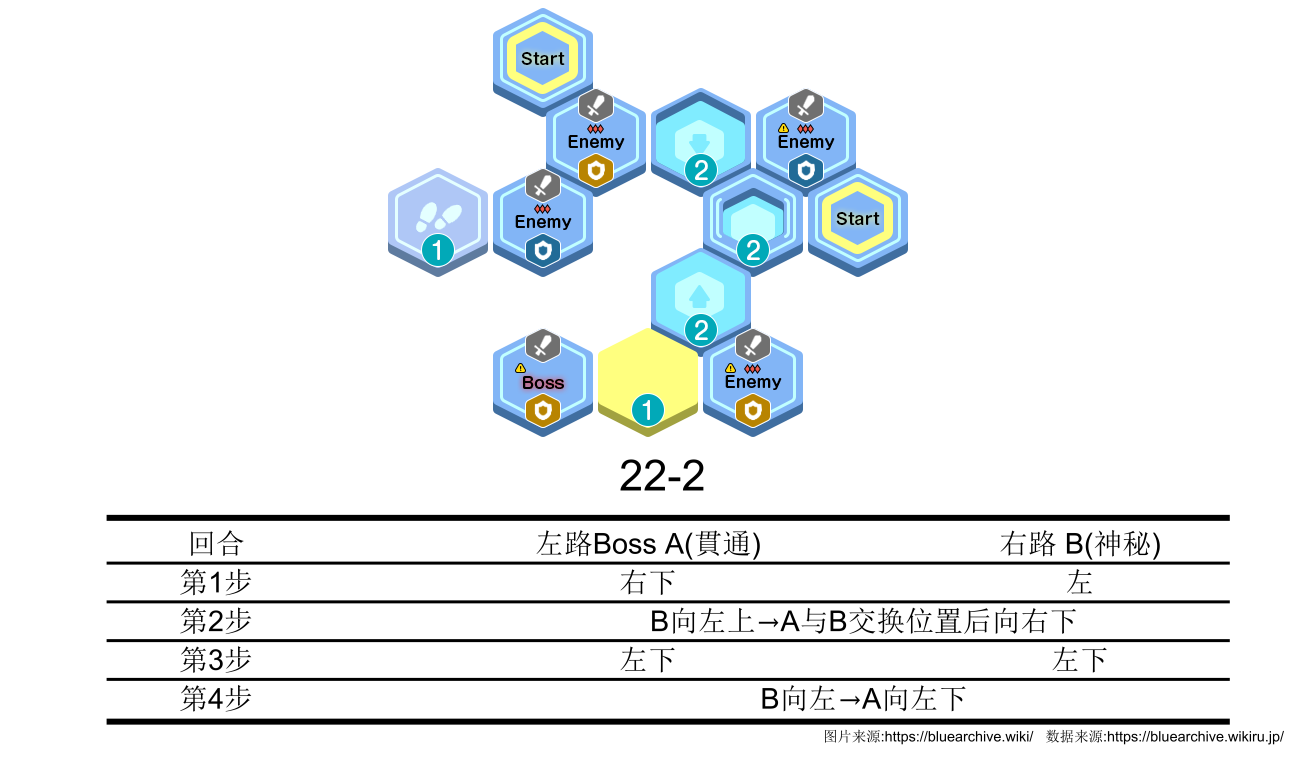 Start
Enemy
2
Enemy
1
Enemy
2
Start
2
Boss
1
Enemy
22-2
回合 左路Boss A(貫通) 右路 B(神秘)
第1步 右下 左
第2步 B向左上→A与B交换位置后向右下
第3步 左下 左下
第4步 B向左→A向左下
图片来源:https://bluearchive.wiki/ 数据来源:https://bluearchive.wikiru.jp/